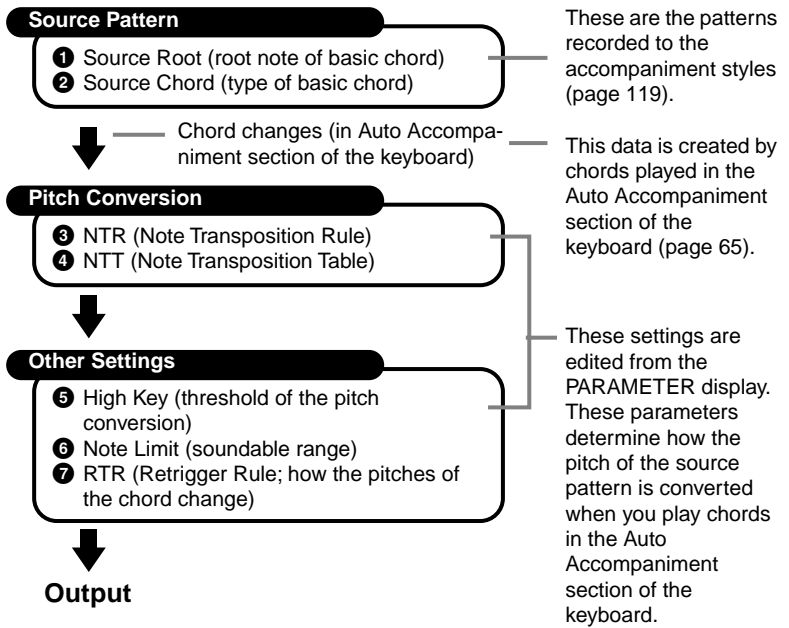 Source Pattern
❶ Source Root (root note of basic chord)
❷ Source Chord (type of basic chord)
These are the patterns
recorded to the
accompaniment styles
(page 119).
Chord changes (in Auto Accompa-
niment section of the keyboard)
This data is created by
chords played in the
Auto Accompaniment
section of the
keyboard (page 65).
Pitch Conversion
❸ NTR (Note Transposition Rule)
❹ NTT (Note Transposition Table)
Other Settings
❺ High Key (threshold of the pitch
conversion)
❻ Note Limit (soundable range)
❼ RTR (Retrigger Rule; how the pitches of
the chord change)
These settings are
edited from the
PARAMETER display.
These parameters
determine how the
pitch of the source
pattern is converted
when you play chords
in the Auto
Accompaniment
section of the
keyboard.
Output